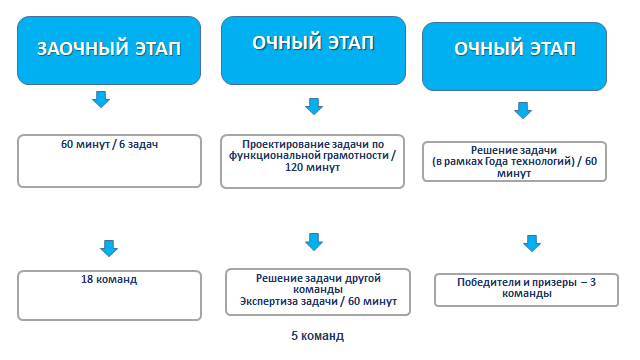 ЗАОЧНЫЙ ЭТАП
ОЧНЫЙ ЭТАП
ОЧНЫЙ ЭТАП
60 минут / 6 задач
Проектирование задачи по
функциональной грамотности /
120 минут
Решение задачи
(в рамках Года технологий) / 60
минут
18 команд
Решение задачи другой
команды
Экспертиза задачи / 60 минут
Победители и призеры – 3
команды
5 команд